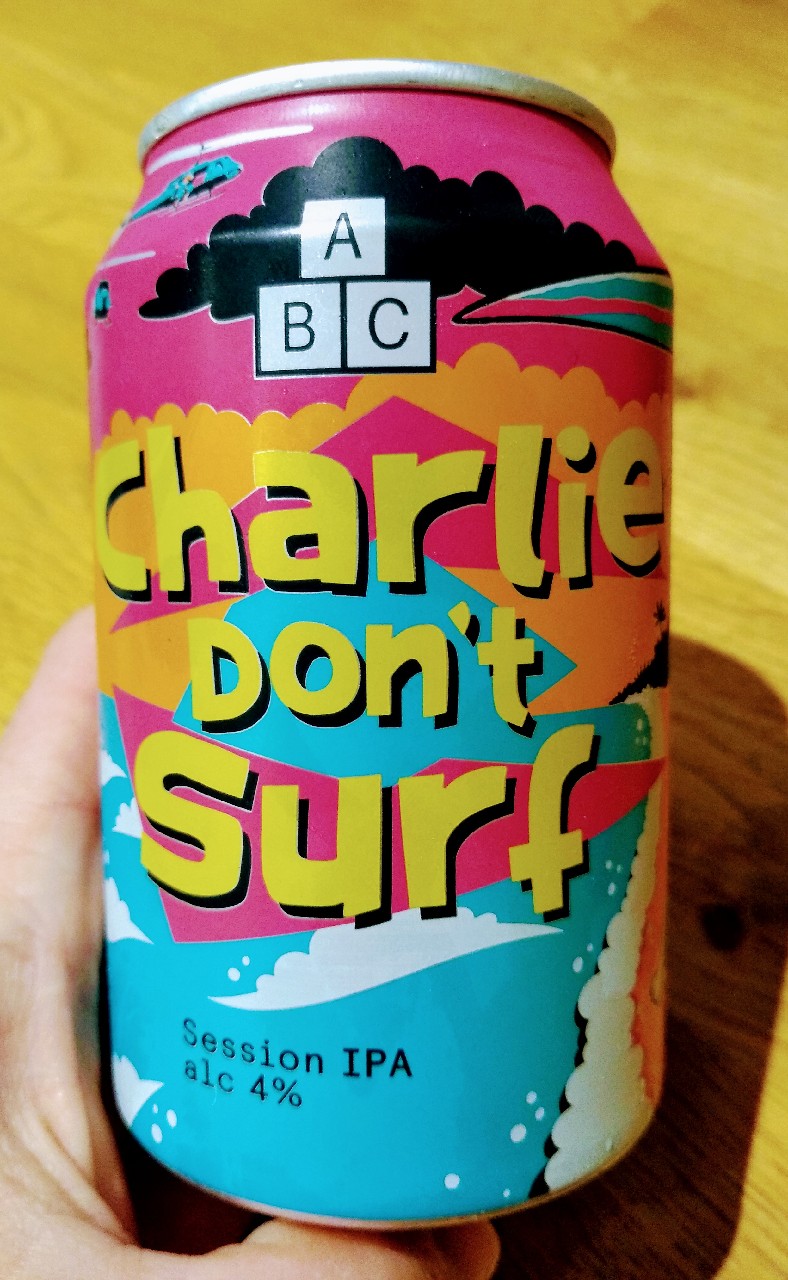 A
B C
Charlie
Don't
Surf
Session IPA
alc 4%